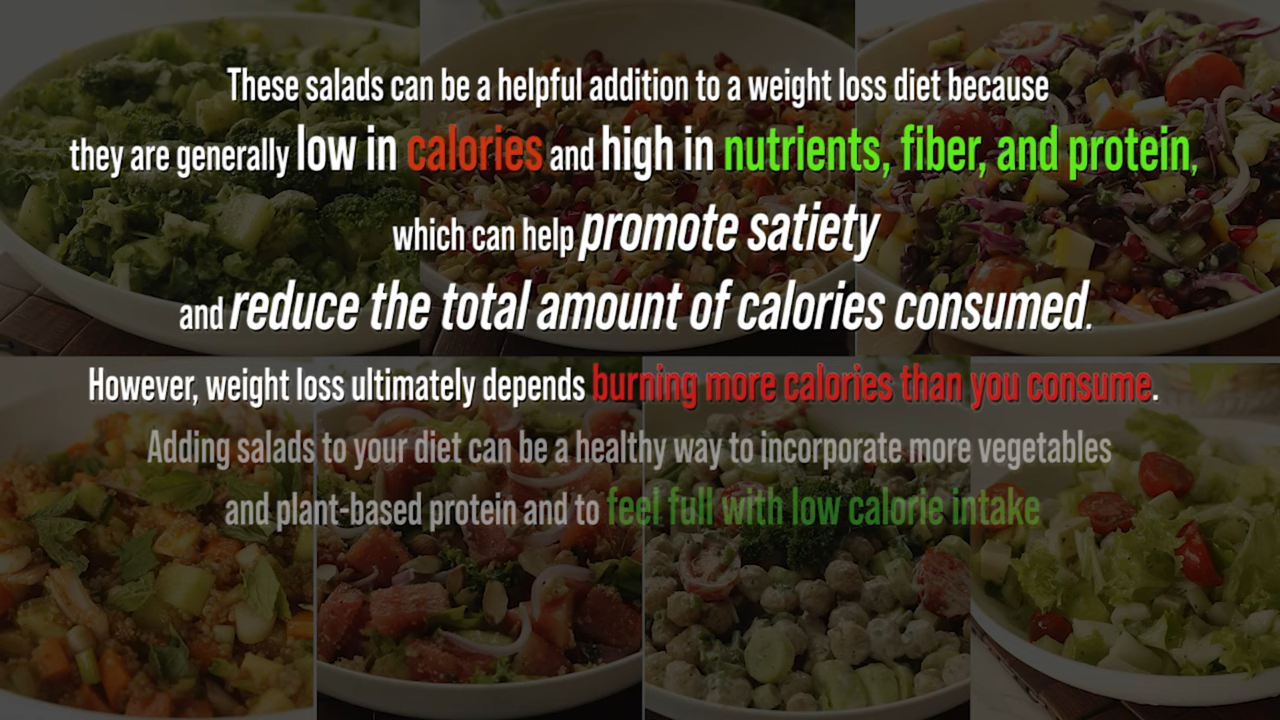 These salads can be a helpful addition to a weight loss diet because
they are generally low in calories and high in nutrients, fiber, and protein,
which can help promote satiety
and reduce the total amount of calories consumed.
However, weight loss ultimately depends burning more calories than you consume.
Adding salads to your diet can be a healthy way to incorporate more vegetables
and plant-based protein and to feel full with low calorie intake